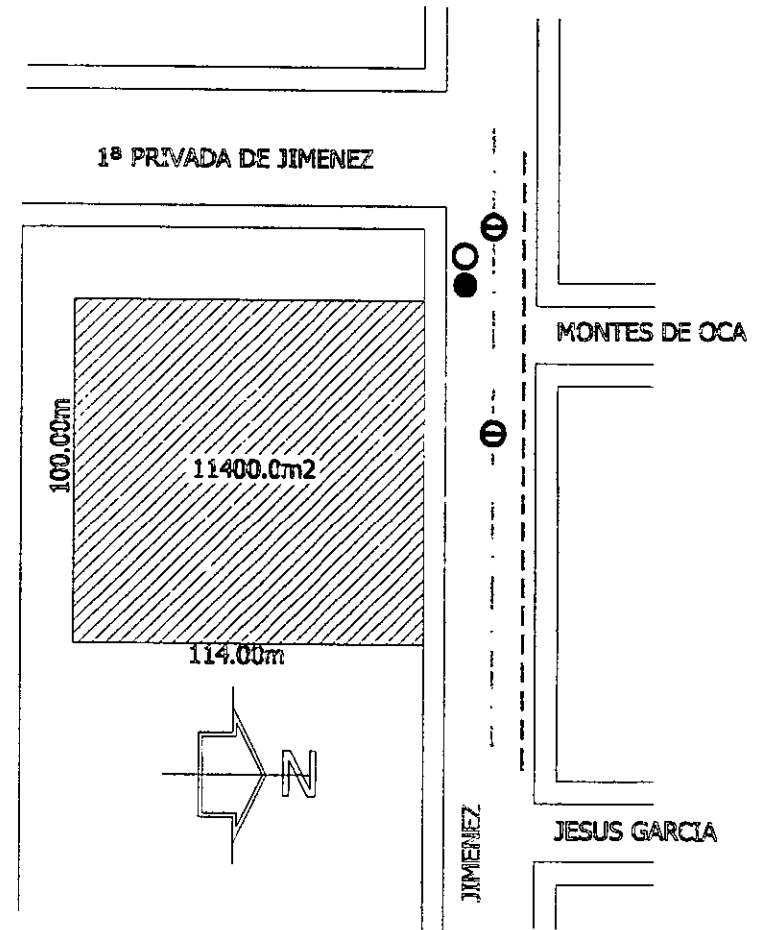 1ª PRIVADA DE JIMENEZ
MONTES DE OCA
100.00m
11400.0m2
114.00m
N
JIMENEZ
JESUS GARCIA